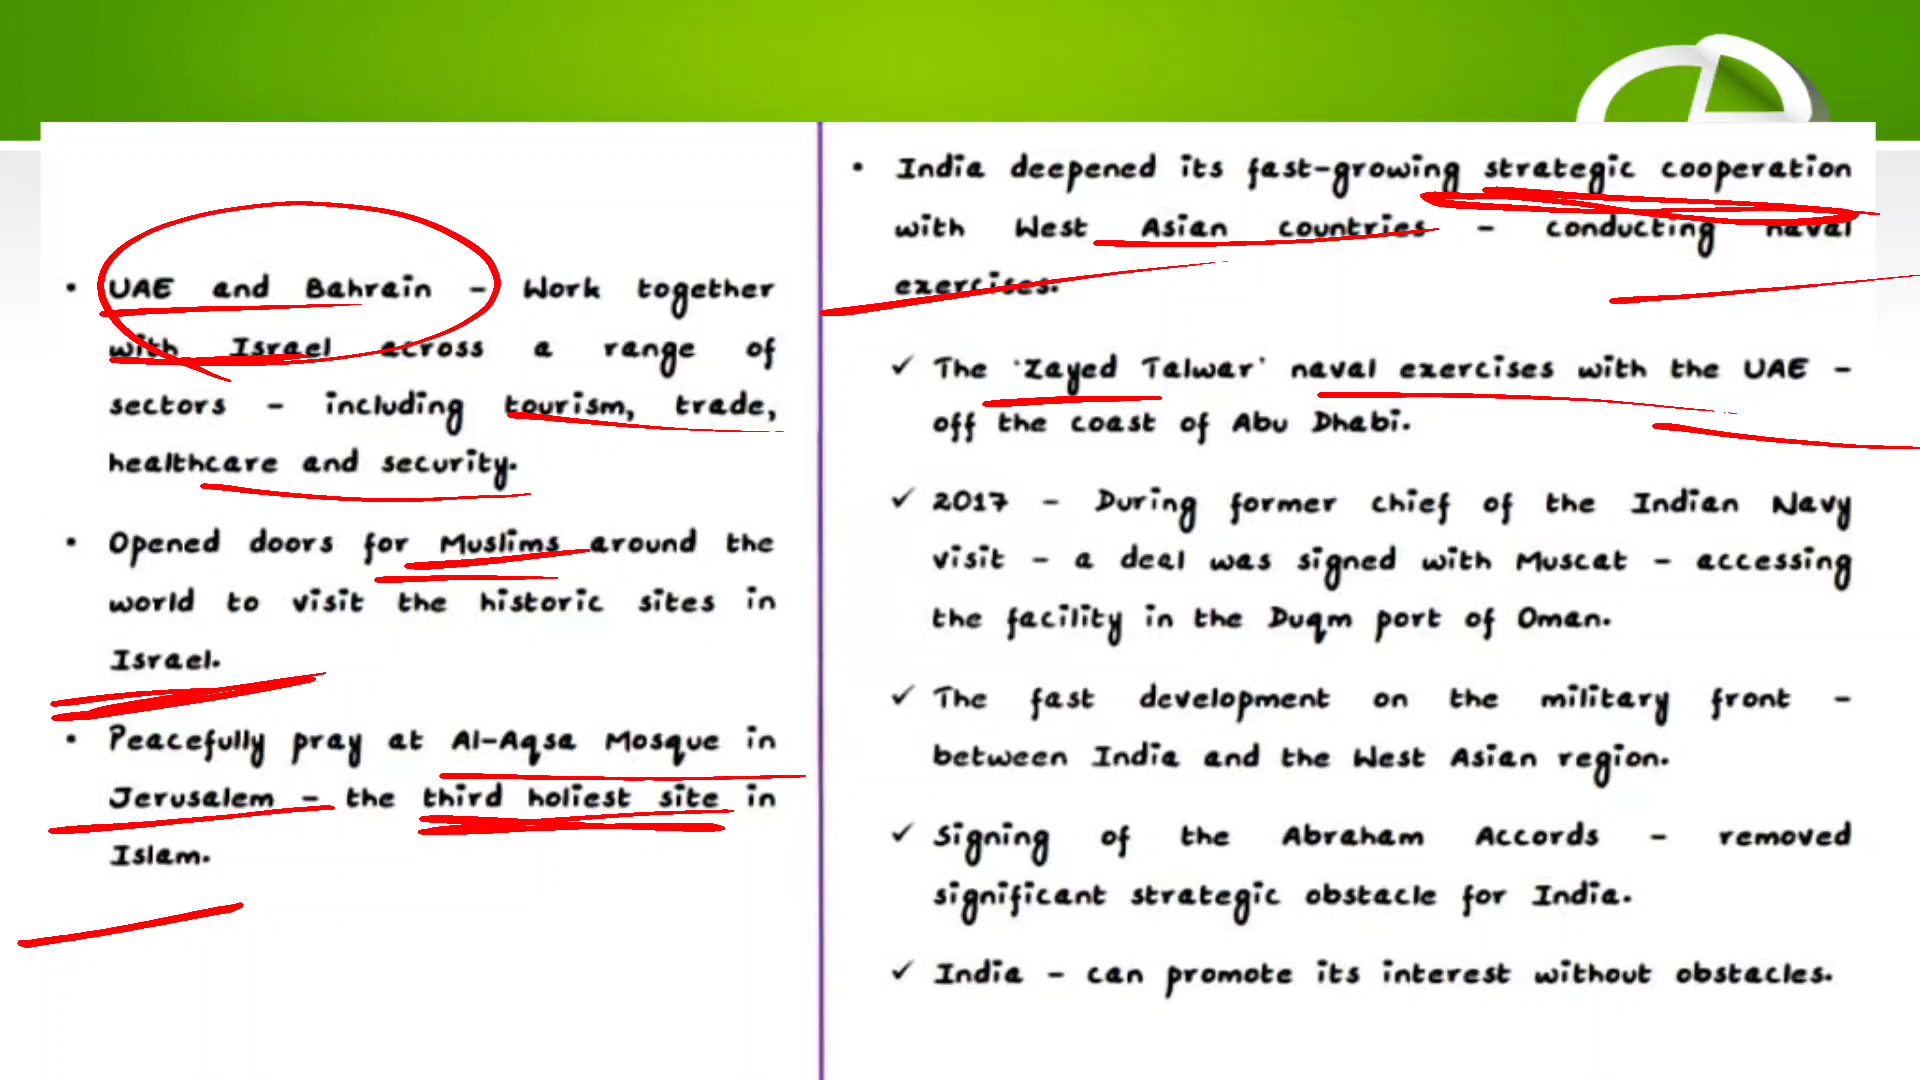 • UAE and Bahrain – Work together
with Israel across a range of
sectors – including tourism, trade,
healthcare and security.
• Opened doors for Muslims around the
world to visit the historic sites in
Israel.
• Peacefully pray at Al-Aqsa Mosque in
Jerusalem – the third holiest site in
Islam.
• India deepened its fast-growing strategic cooperation
with West Asian countries – conducting naval
exercises.
✓ The 'Zayed Talwar' naval exercises with the UAE –
off the coast of Abu Dhabi.
✓ 2017 – During former chief of the Indian Navy
visit – a deal was signed with Muscat – accessing
the facility in the Duqm port of Oman.
✓ The fast development on the military front –
between India and the West Asian region.
✓ Signing of the Abraham Accords – removed
significant strategic obstacle for India.
✓ India – can promote its interest without obstacles.